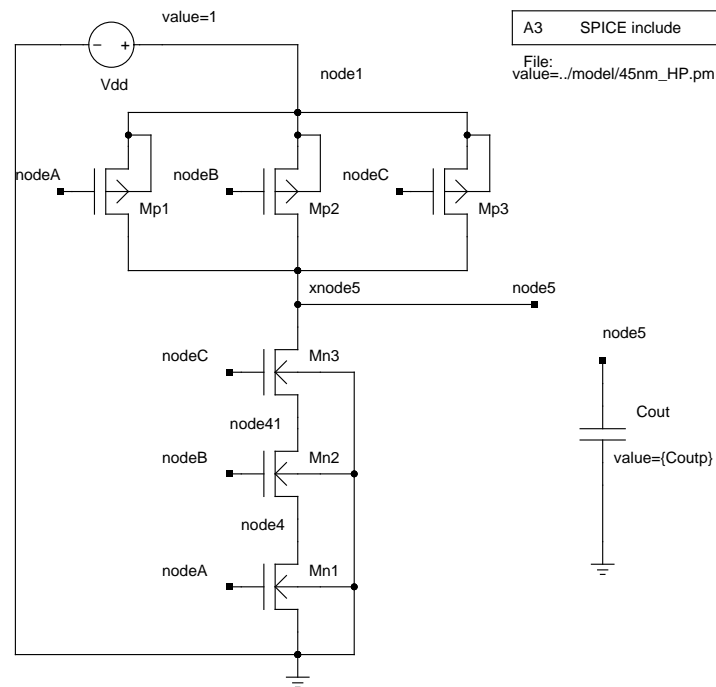 value=1
A3 SPICE include
− +
Vdd
File:
value=../model/45nm_HP.pm
node1
nodeA
nodeB
nodeC
Mp1
Mp2
Mp3
xnode5
node5
node5
nodeC
Mn3
Cout
node41
nodeB
Mn2
value={Coutp}
node4
nodeA
Mn1